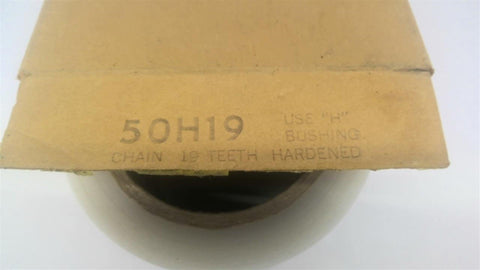 50H19 USE "H"
BUSHING
CHAIN 19 TEETH HARDENED